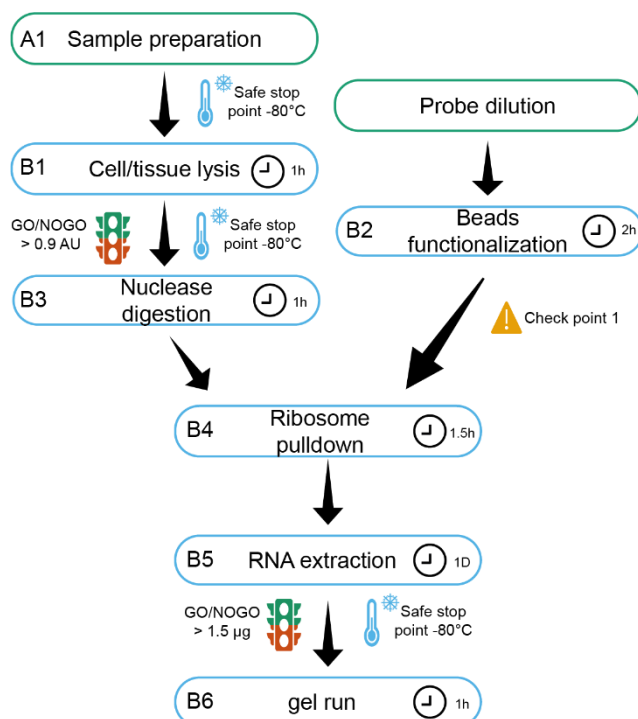 A1 Sample preparation
Safe stop
point -80°C
Probe dilution
B1 Cell/tissue lysis 1h
GO/NOGO
> 0.9 AU
Safe stop
point -80°C
B2 Beads
functionalization 2h
B3 Nuclease
digestion 1h
Check point 1
B4 Ribosome
pulldown 1.5h
B5 RNA extraction 1D
GO/NOGO
> 1.5 µg
Safe stop
point -80°C
B6 gel run 1h